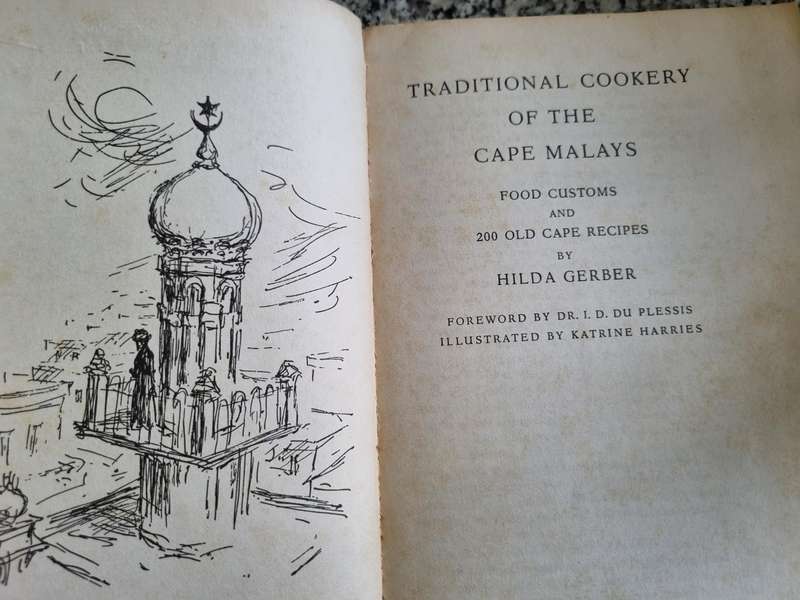 TRADITIONAL COOKERY
OF THE
CAPE MALAYS
FOOD CUSTOMS
AND
200 OLD CAPE RECIPES
BY
HILDA GERBER
FOREWORD BY DR. I. D. DU PLESSIS
ILLUSTRATED BY KATRINE HARRIES